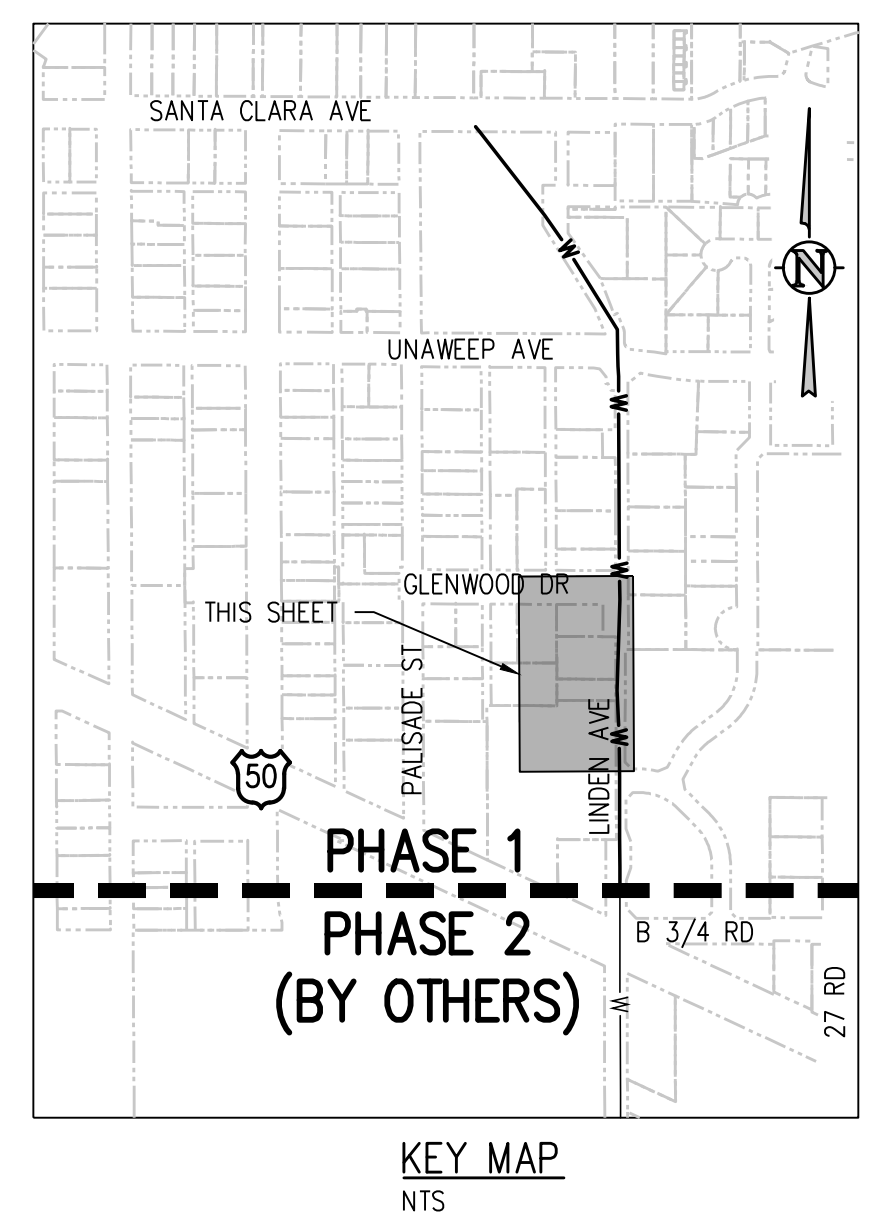 SANTA CLARA AVE
N
W
UNAWEEP AVE
W
W
GLENWOOD DR
THIS SHEET
PALISADE ST
LINDEN AVE
W
50
PHASE 1
PHASE 2
(BY OTHERS)
B 3/4 RD
27 RD
W
KEY MAP
NTS